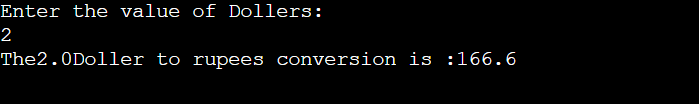 Enter the value of Dollers:
2
The2.0Doller to rupees conversion is :166.6